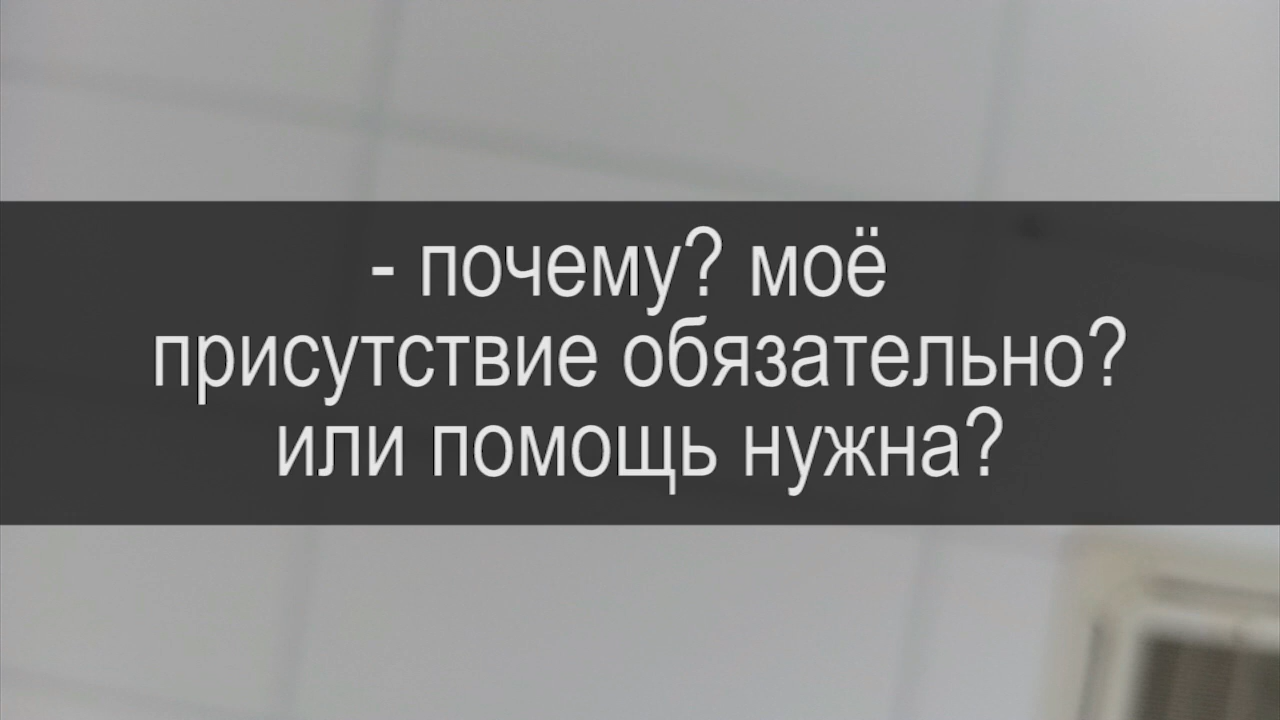 - почему? моё
присутствие обязательно?
или помощь нужна?